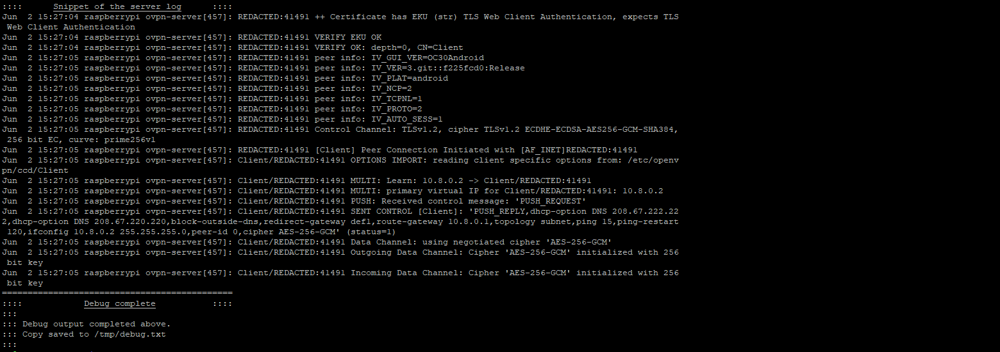 ::::      Snippet of the server log      ::::
Jun  2 15:27:04 raspberrypi ovpn-server[457]: REDACTED:41491 ++ Certificate has EKU (str) TLS Web Client Authentication, expects TLS
 Web Client Authentication
Jun  2 15:27:04 raspberrypi ovpn-server[457]: REDACTED:41491 VERIFY EKU OK
Jun  2 15:27:04 raspberrypi ovpn-server[457]: REDACTED:41491 VERIFY OK: depth=0, CN=Client
Jun  2 15:27:05 raspberrypi ovpn-server[457]: REDACTED:41491 peer info: IV_GUI_VER=OC30Android
Jun  2 15:27:05 raspberrypi ovpn-server[457]: REDACTED:41491 peer info: IV_VER=3.git::f225fcd0:Release
Jun  2 15:27:05 raspberrypi ovpn-server[457]: REDACTED:41491 peer info: IV_PLAT=android
Jun  2 15:27:05 raspberrypi ovpn-server[457]: REDACTED:41491 peer info: IV_NCP=2
Jun  2 15:27:05 raspberrypi ovpn-server[457]: REDACTED:41491 peer info: IV_TCPNL=1
Jun  2 15:27:05 raspberrypi ovpn-server[457]: REDACTED:41491 peer info: IV_PROTO=2
Jun  2 15:27:05 raspberrypi ovpn-server[457]: REDACTED:41491 peer info: IV_AUTO_SESS=1
Jun  2 15:27:05 raspberrypi ovpn-server[457]: REDACTED:41491 Control Channel: TLSv1.2, cipher TLSv1.2 ECDHE-ECDSA-AES256-GCM-SHA384,
 256 bit EC, curve: prime256v1
Jun  2 15:27:05 raspberrypi ovpn-server[457]: REDACTED:41491 [Client] Peer Connection Initiated with [AF_INET]REDACTED:41491
Jun  2 15:27:05 raspberrypi ovpn-server[457]: Client/REDACTED:41491 OPTIONS IMPORT: reading client specific options from: /etc/openv
pn/ccd/Client
Jun  2 15:27:05 raspberrypi ovpn-server[457]: Client/REDACTED:41491 MULTI: Learn: 10.8.0.2 -> Client/REDACTED:41491
Jun  2 15:27:05 raspberrypi ovpn-server[457]: Client/REDACTED:41491 MULTI: primary virtual IP for Client/REDACTED:41491: 10.8.0.2
Jun  2 15:27:05 raspberrypi ovpn-server[457]: Client/REDACTED:41491 PUSH: Received control message: 'PUSH_REQUEST'
Jun  2 15:27:05 raspberrypi ovpn-server[457]: Client/REDACTED:41491 SENT CONTROL [Client]: 'PUSH_REPLY,dhcp-option DNS 208.67.222.22
2,dhcp-option DNS 208.67.220.220,block-outside-dns,redirect-gateway def1,route-gateway 10.8.0.1,topology subnet,ping 15,ping-restart
 120,ifconfig 10.8.0.2 255.255.255.0,peer-id 0,cipher AES-256-GCM' (status=1)
Jun  2 15:27:05 raspberrypi ovpn-server[457]: Client/REDACTED:41491 Data Channel: using negotiated cipher 'AES-256-GCM'
Jun  2 15:27:05 raspberrypi ovpn-server[457]: Client/REDACTED:41491 Outgoing Data Channel: Cipher 'AES-256-GCM' initialized with 256
 bit key
Jun  2 15:27:05 raspberrypi ovpn-server[457]: Client/REDACTED:41491 Incoming Data Channel: Cipher 'AES-256-GCM' initialized with 256
 bit key
=============================================
::::            Debug complete           ::::
:::
::: Debug output completed above.
::: Copy saved to /tmp/debug.txt
:::